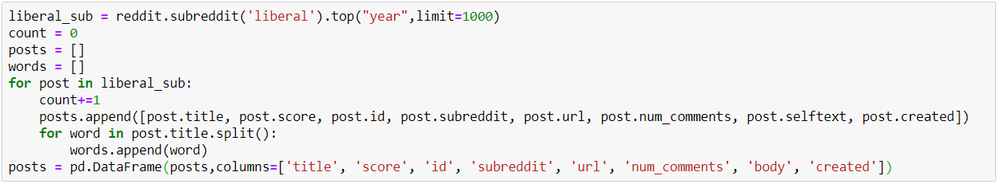 liberal_sub = reddit.subreddit('liberal').top("year",limit=1000)
count = 0
posts = []
words = []
for post in liberal_sub:
    count+=1
    posts.append([post.title, post.score, post.id, post.subreddit, post.url, post.num_comments, post.selftext, post.created])
    for word in post.title.split():
        words.append(word)
posts = pd.DataFrame(posts,columns=['title', 'score', 'id', 'subreddit', 'url', 'num_comments', 'body', 'created'])